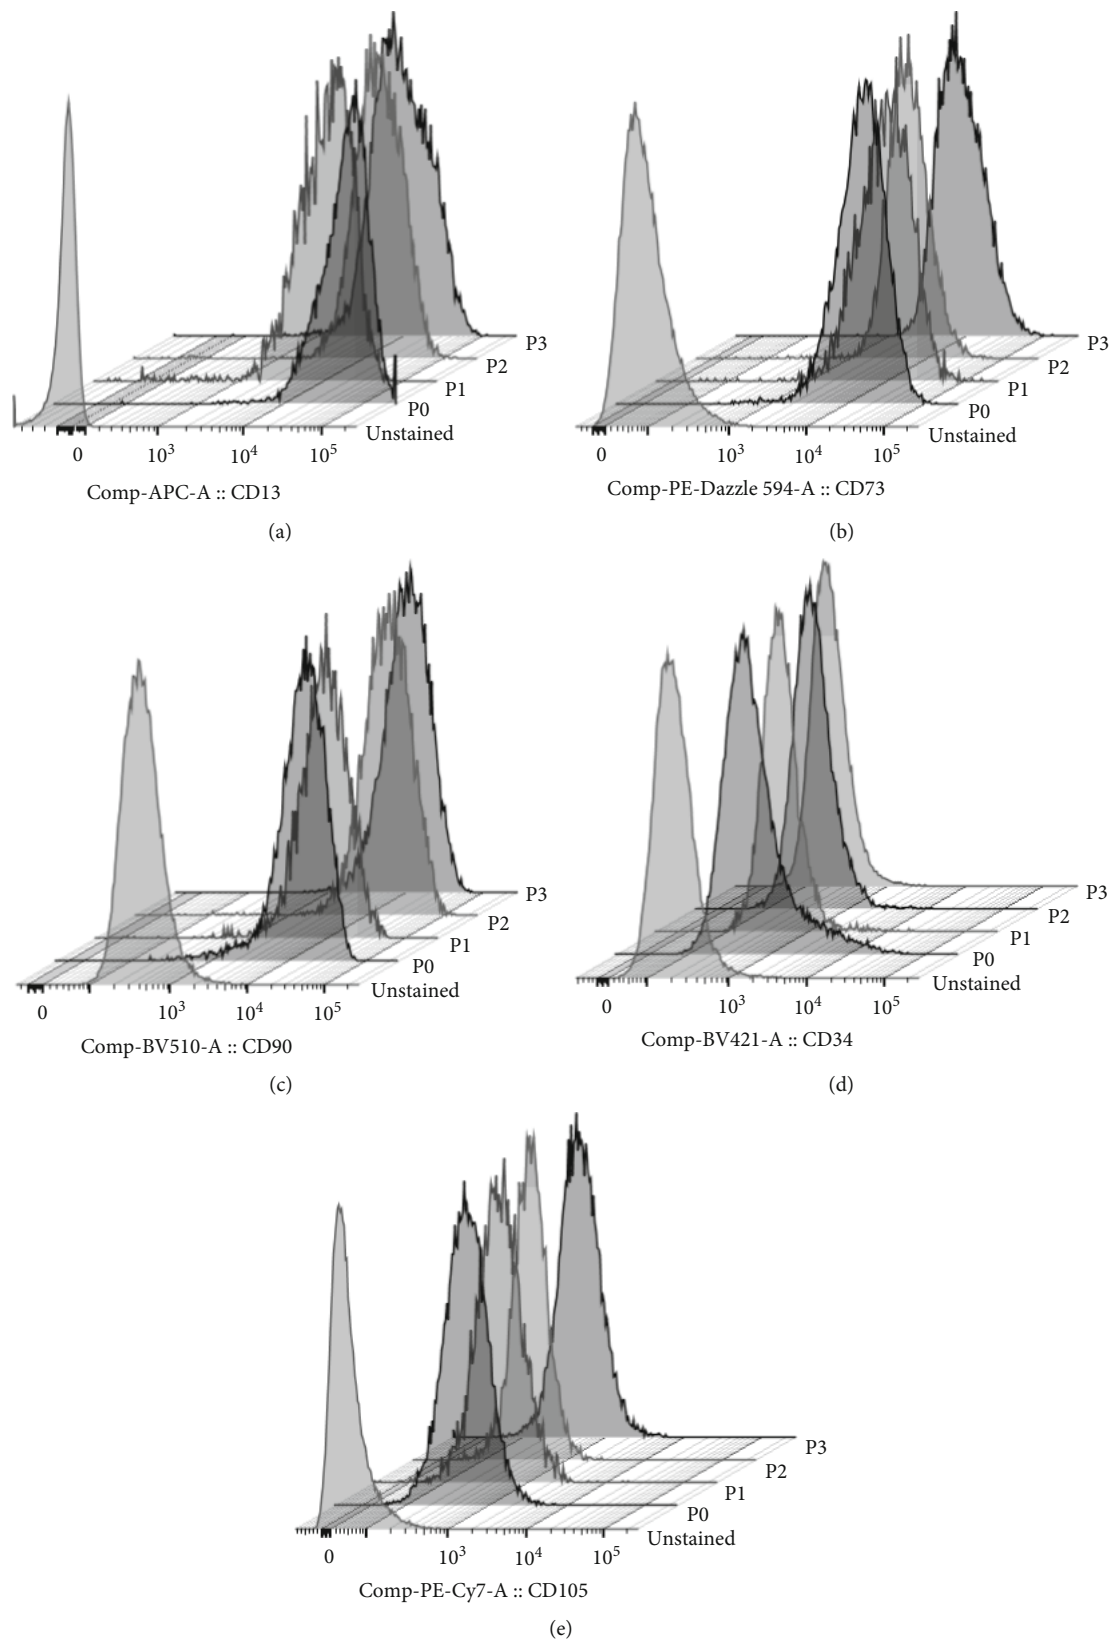 P3
P2
P1
P0
Unstained
0 10³ 10⁴ 10⁵
Comp-APC-A :: CD13
(a)
P3
P2
P1
P0
Unstained
0 10³ 10⁴ 10⁵
Comp-PE-Dazzle 594-A :: CD73
(b)
P3
P2
P1
P0
Unstained
0 10³ 10⁴ 10⁵
Comp-BV510-A :: CD90
(c)
P3
P2
P1
P0
Unstained
0 10³ 10⁴ 10⁵
Comp-BV421-A :: CD34
(d)
P3
P2
P1
P0
Unstained
0 10³ 10⁴ 10⁵
Comp-PE-Cy7-A :: CD105
(e)